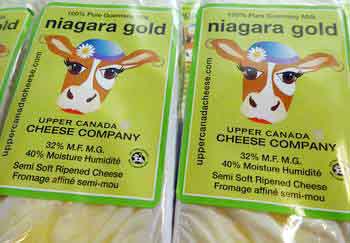 100% Pure Guernsey Milk
niagara gold
uppercanadacheese.com
UPPER CANADA
CHEESE COMPANY
32% M.F. M.G.
40% Moisture Humidité
Semi Soft Ripened Cheese
Fromage affiné semi-mou
100% Pure Guernsey Milk
niagara gold
uppercanadacheese.com
UPPER CANADA
CHEESE COMPANY
32% M.F. M.G.
40% Moisture Humidité
Semi Soft Ripened Cheese
Fromage affiné semi-mou